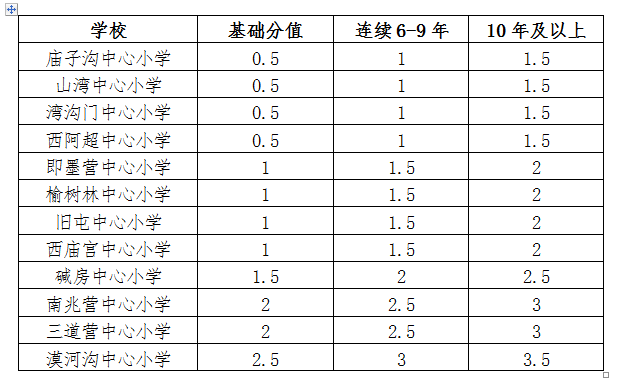 学校 基础分值 连续6-9年 10年及以上
庙子沟中心小学 0.5 1 1.5
山湾中心小学 0.5 1 1.5
湾沟门中心小学 0.5 1 1.5
西阿超中心小学 0.5 1 1.5
即墨营中心小学 1 1.5 2
榆树林中心小学 1 1.5 2
旧屯中心小学 1 1.5 2
西庙宫中心小学 1 1.5 2
碱房中心小学 1.5 2 2.5
南兆营中心小学 2 2.5 3
三道营中心小学 2 2.5 3
漠河沟中心小学 2.5 3 3.5